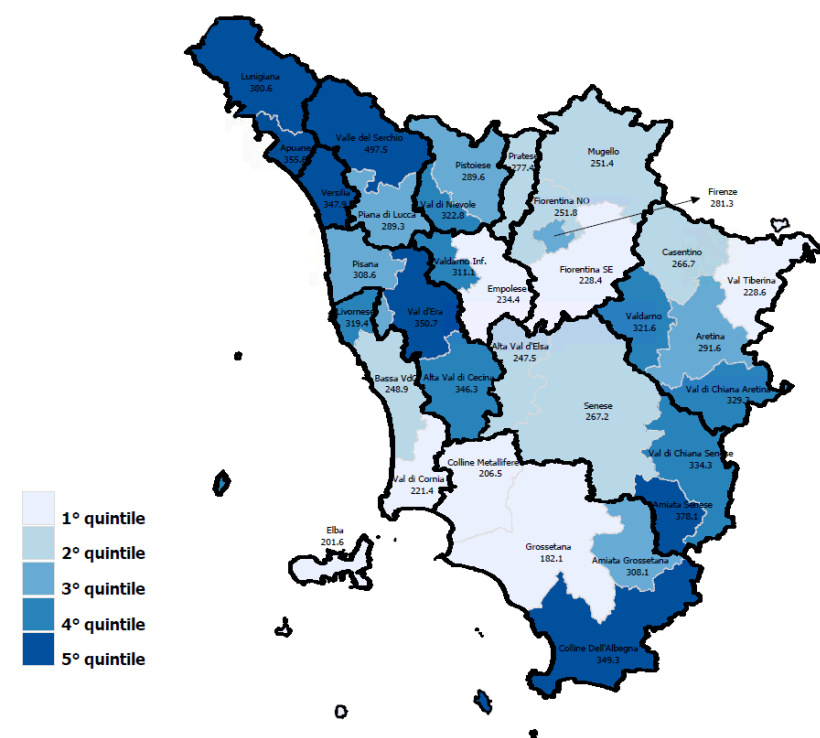 Lunigiana
380.6
Apuane
Valle del Serchio
497.5
Versilia
347.9
Pistoiese
289.6
Pratese
277.4
Mugello
251.4
Firenze
281.3
Fiorentina NO
251.8
Piana di Lucca
289.3
Val di Nievole
322.8
Casentino
266.7
Pisana
308.6
Valdarno Inf.
311.1
Fiorentina SE
228.4
Val Tiberina
228.6
Empolese
234.4
Livornese
319.4
Val d'Era
350.7
Valdarno
321.6
Aretina
291.6
Alta Val d'Elsa
247.5
Bassa VdC
248.9
Alta Val di Cecina
346.3
Val di Chiana Aretina
Senese
267.2
Val di Chiana Senese
334.3
Colline Metallifere
206.5
Val di Cornia
221.4
Amiata Senese
378.1
Elba
201.6
Grossetana
182.1
Amiata Grossetana
308.1
Colline Dell'Albegna
349.3
1° quintile
2° quintile
3° quintile
4° quintile
5° quintile